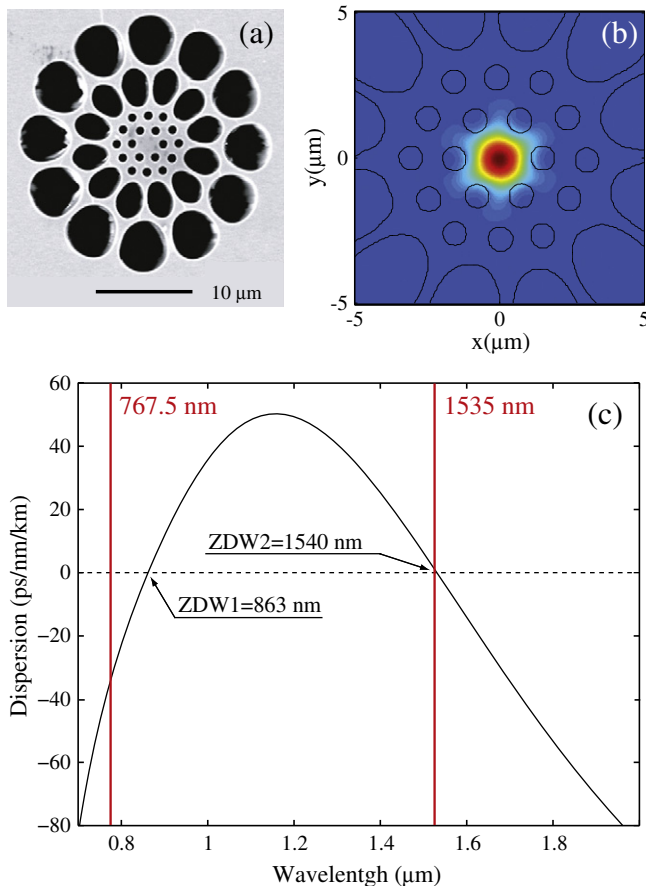 (a)
10 μm
(b)
5
0
-5
y(μm)
-5
0
5
x(μm)
(c)
767.5 nm
1535 nm
ZDW2=1540 nm
ZDW1=863 nm
60
40
20
0
−20
−40
−60
−80
Dispersion (ps/nm/km)
0.8
1
1.2
1.4
1.6
1.8
Wavelentgh (μm)